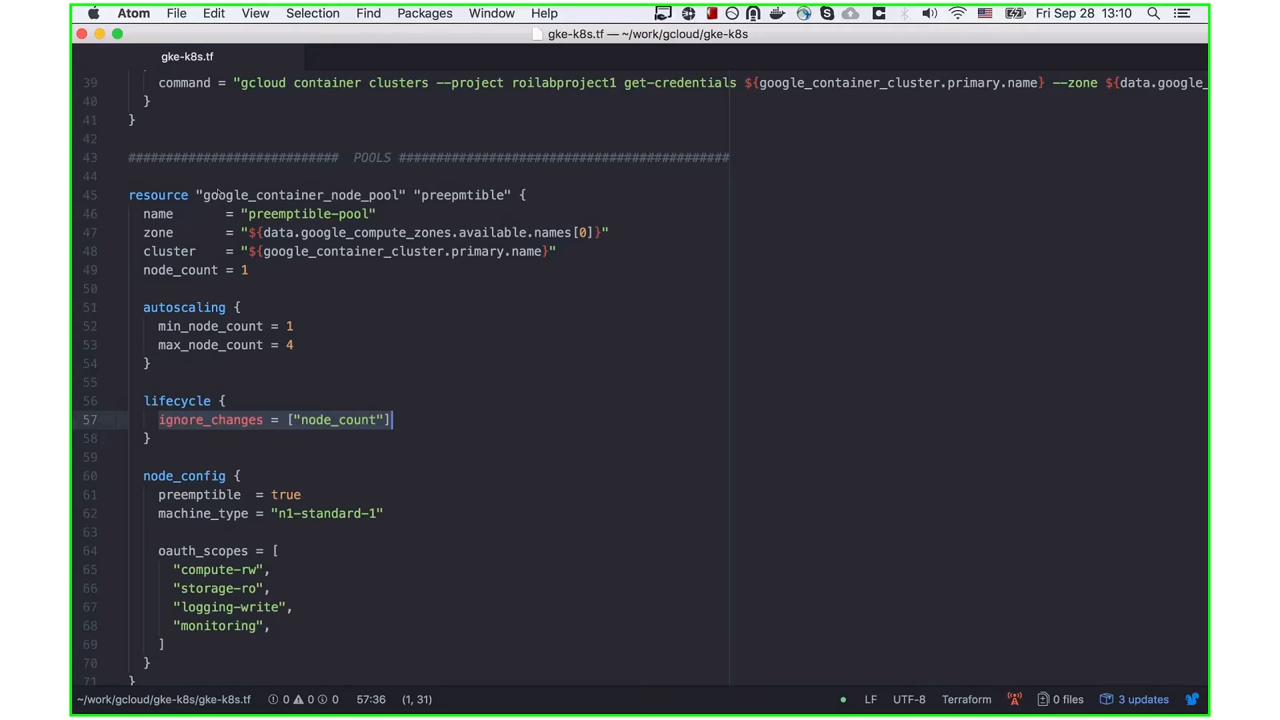 Atom File Edit View Selection Find Packages Window Help Fri Sep 28 13:10
gke-k8s.tf — ~/work/gcloud/gke-k8s
gke-k8s.tf
39 command = "gcloud container clusters --project roilabproject1 get-credentials ${google_container_cluster.primary.name} --zone ${data.google_
40 }
41 }
42
43 ############################ POOLS ############################################
44
45 resource "google_container_node_pool" "preepmtible" {
46 name = "preemptible-pool"
47 zone = "${data.google_compute_zones.available.names[0]}"
48 cluster = "${google_container_cluster.primary.name}"
49 node_count = 1
50
51 autoscaling {
52 min_node_count = 1
53 max_node_count = 4
54 }
55
56 lifecycle {
57 ignore_changes = ["node_count"]
58 }
59
60 node_config {
61 preemptible = true
62 machine_type = "n1-standard-1"
63
64 oauth_scopes = [
65 "compute-rw",
66 "storage-ro",
67 "logging-write",
68 "monitoring",
69 ]
70 }
71 }
~/work/gcloud/gke-k8s/gke-k8s.tf 0 0 0 57:36 (1, 31) LF UTF-8 Terraform 0 files 3 updates